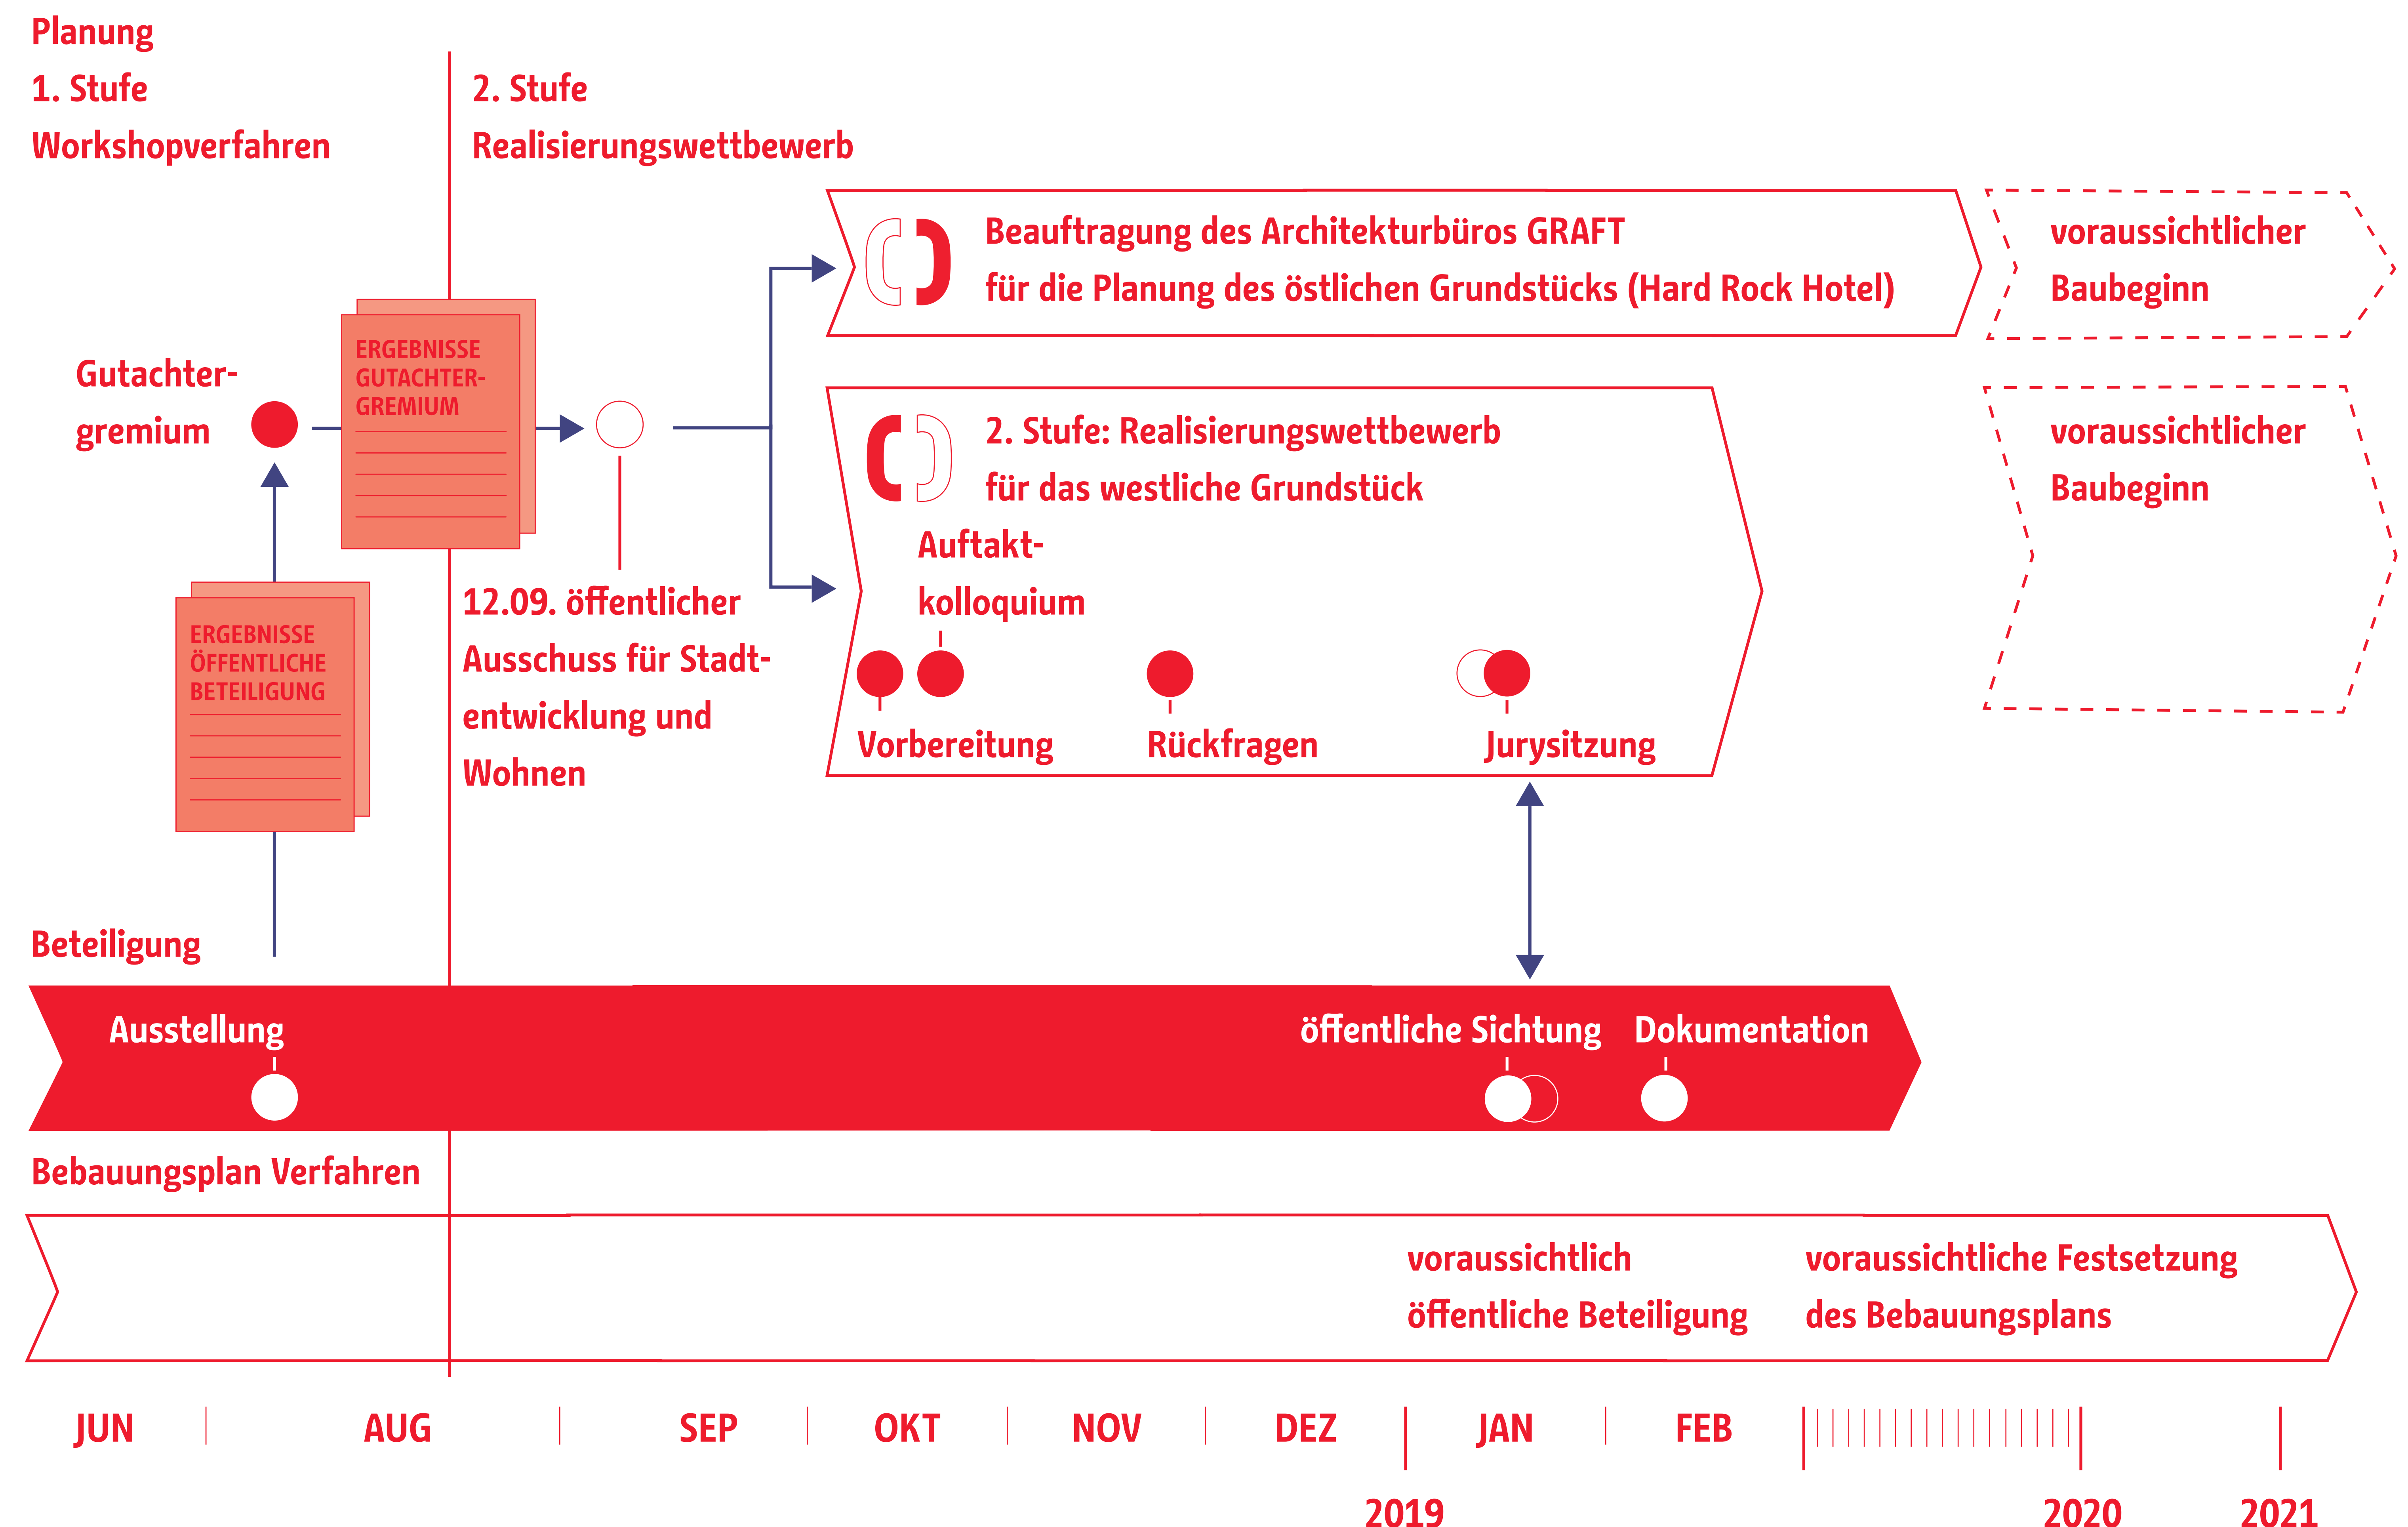 Planung
1. Stufe
Workshopverfahren
2. Stufe
Realisierungswettbewerb
Beauftragung des Architekturbüros GRAFT
für die Planung des östlichen Grundstücks (Hard Rock Hotel)
voraussichtlicher
Baubeginn
Gutachter-
gremium
ERGEBNISSE
GUTACHTER-
GREMIUM
2. Stufe: Realisierungswettbewerb
für das westliche Grundstück
voraussichtlicher
Baubeginn
Auftakt-
kolloquium
Vorbereitung
Rückfragen
Jurysitzung
12.09. öffentlicher
Ausschuss für Stadt-
entwicklung und
Wohnen
ERGEBNISSE
ÖFFENTLICHE
BETEILIGUNG
Beteiligung
Ausstellung
öffentliche Sichtung
Dokumentation
Bebauungsplan Verfahren
voraussichtlich
öffentliche Beteiligung
voraussichtliche Festsetzung
des Bebauungsplans
JUN
AUG
SEP
OKT
NOV
DEZ
JAN
FEB
2019
2020
2021